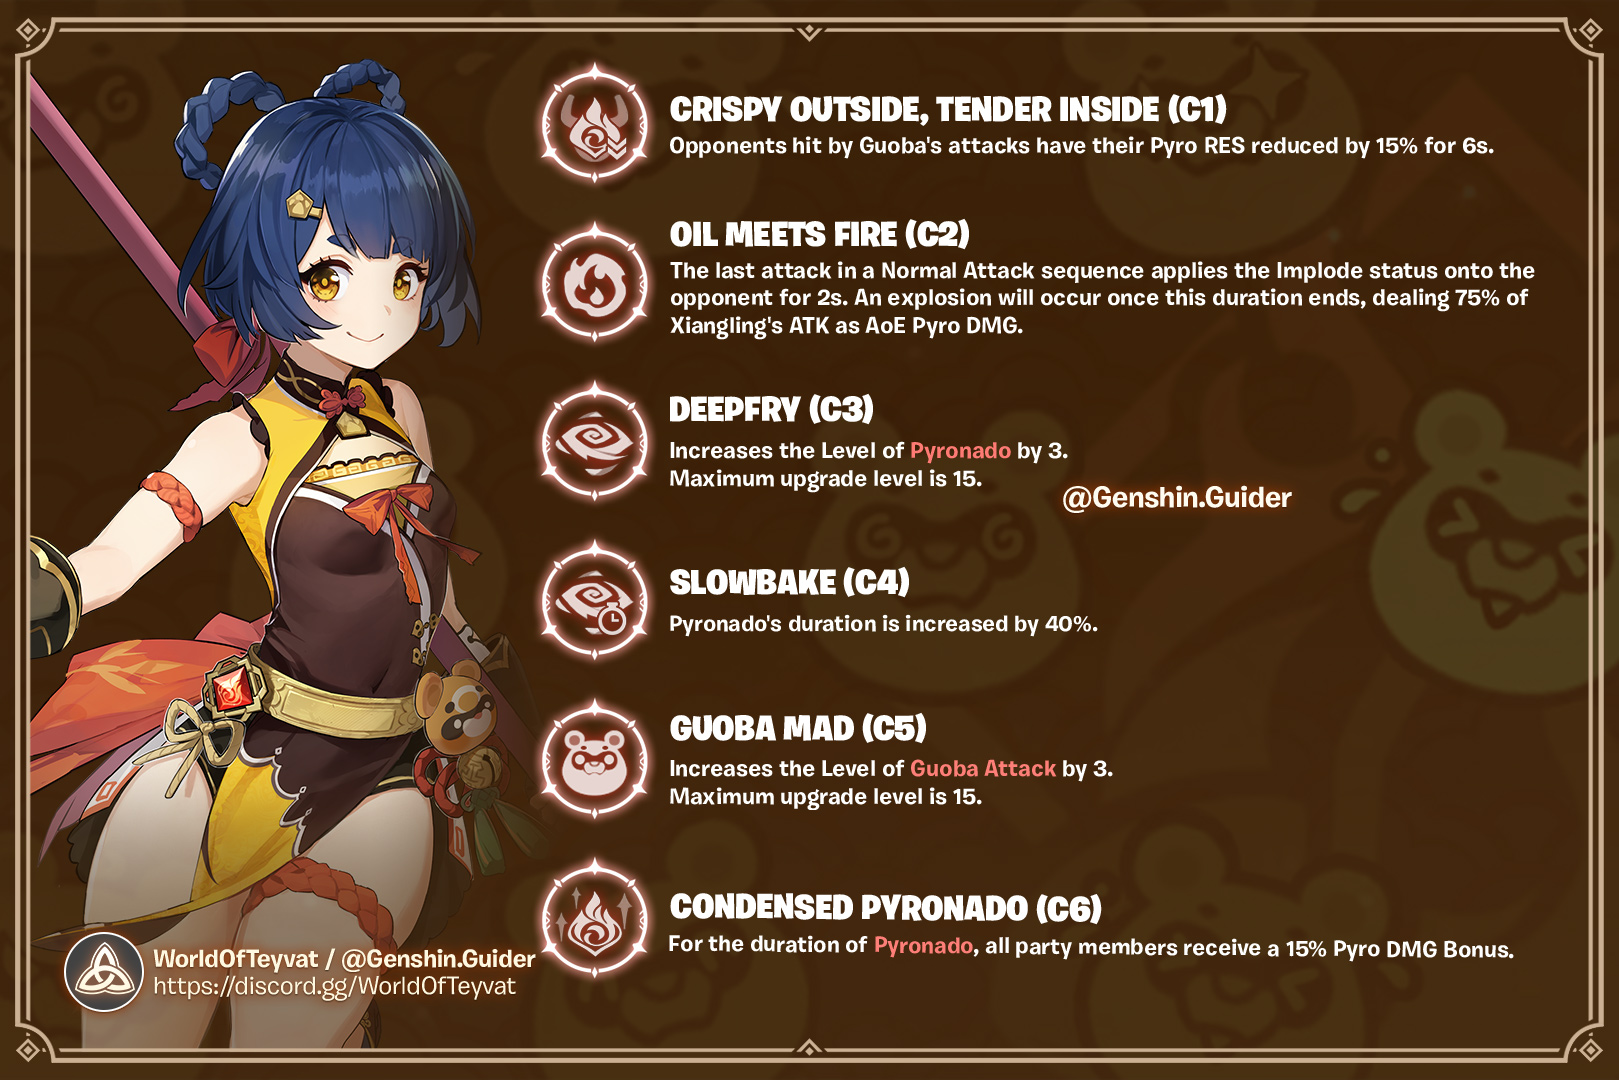 CRISPY OUTSIDE, TENDER INSIDE (C1)
Opponents hit by Guoba's attacks have their Pyro RES reduced by 15% for 6s.
OIL MEETS FIRE (C2)
The last attack in a Normal Attack sequence applies the Implode status onto the
opponent for 2s. An explosion will occur once this duration ends, dealing 75% of
Xiangling's ATK as AoE Pyro DMG.
DEEPFRY (C3)
Increases the Level of Pyronado by 3.
Maximum upgrade level is 15.
@Genshin.Guider
SLOWBAKE (C4)
Pyronado's duration is increased by 40%.
GUOBA MAD (C5)
Increases the Level of Guoba Attack by 3.
Maximum upgrade level is 15.
CONDENSED PYRONADO (C6)
For the duration of Pyronado, all party members receive a 15% Pyro DMG Bonus.
WorldOfTeyvat / @Genshin.Guider
https://discord.gg/WorldOfTeyvat